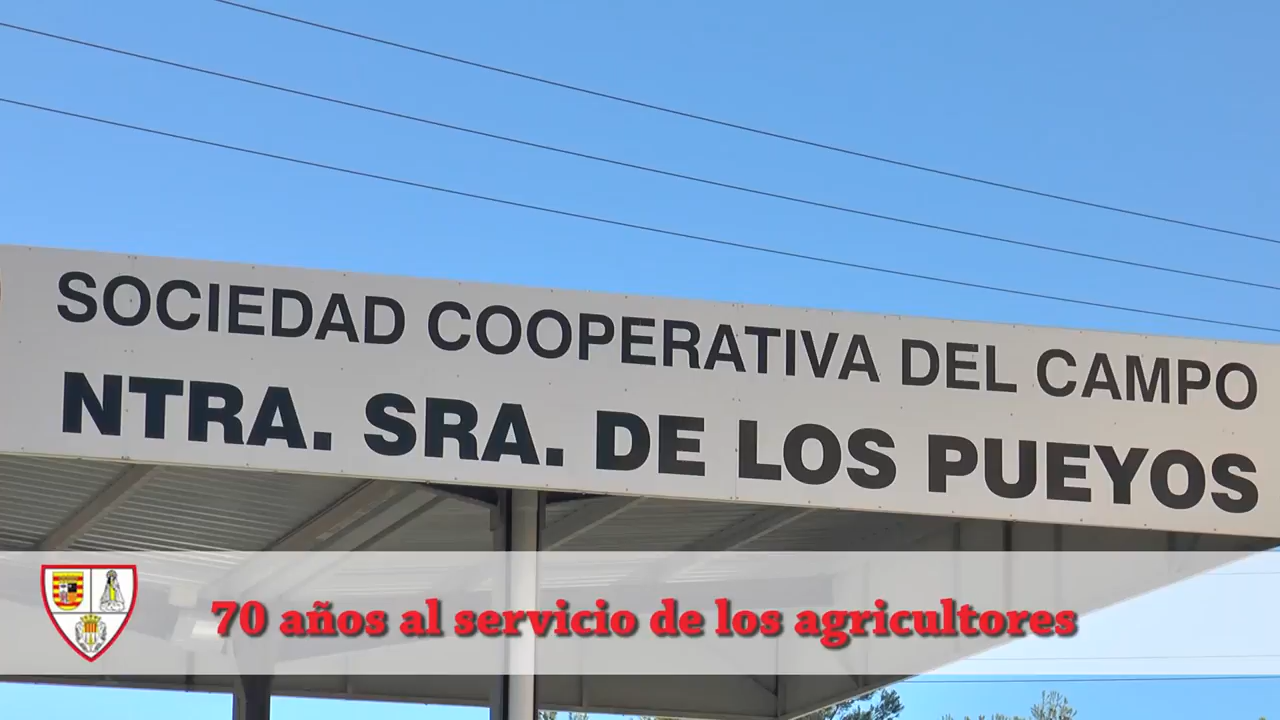 SOCIEDAD COOPERATIVA DEL CAMPO
NTRA. SRA. DE LOS PUEYOS
70 años al servicio de los agricultores